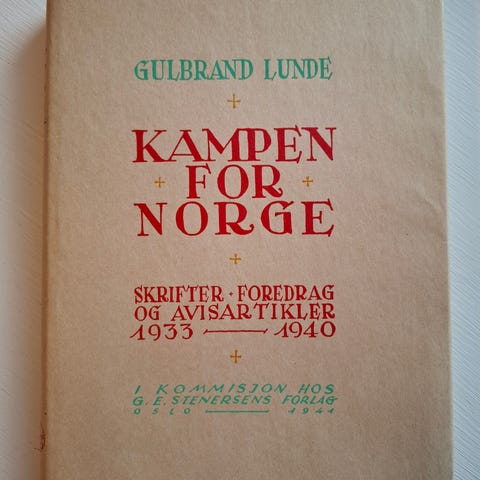 GULBRAND LUNDE
KAMPEN
FOR
NORGE
SKRIFTER · FOREDRAG
OG AVISARTIKLER
1933 — 1940
I KOMMISJON HOS
G. E. STENERSENS FORLAG
OSLO — 1941